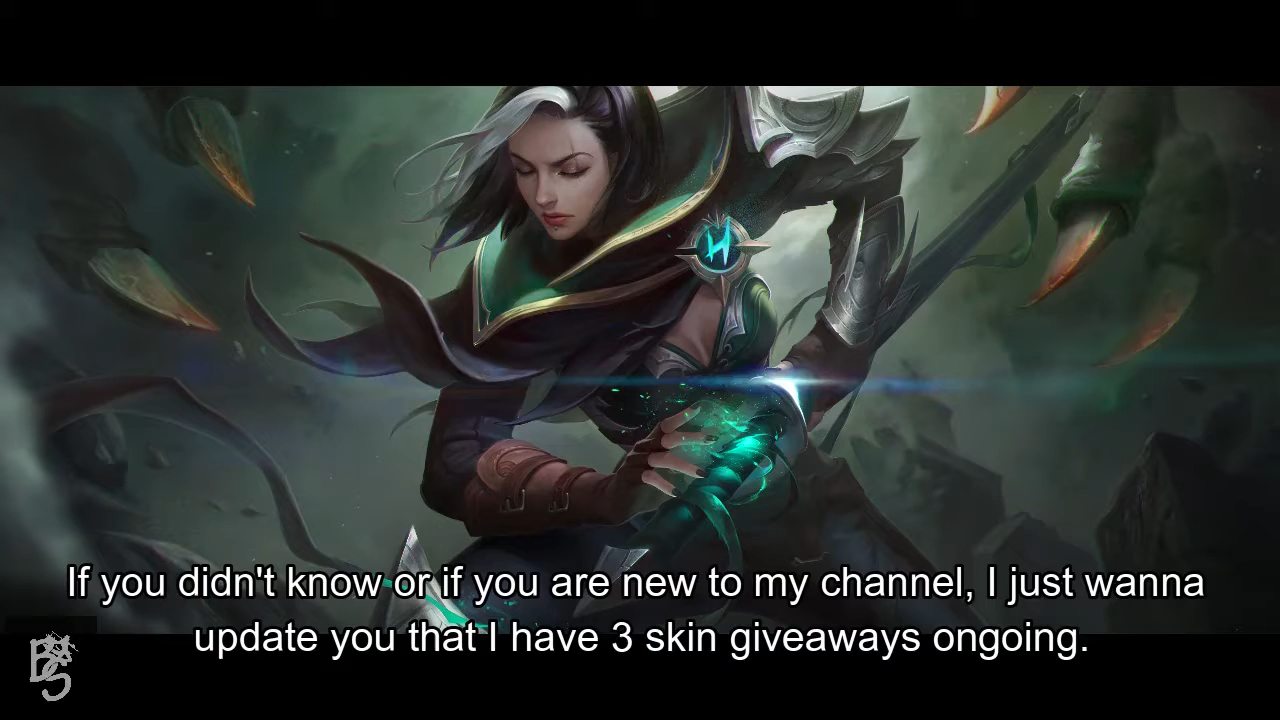 If you didn't know or if you are new to my channel, I just wanna
update you that I have 3 skin giveaways ongoing.